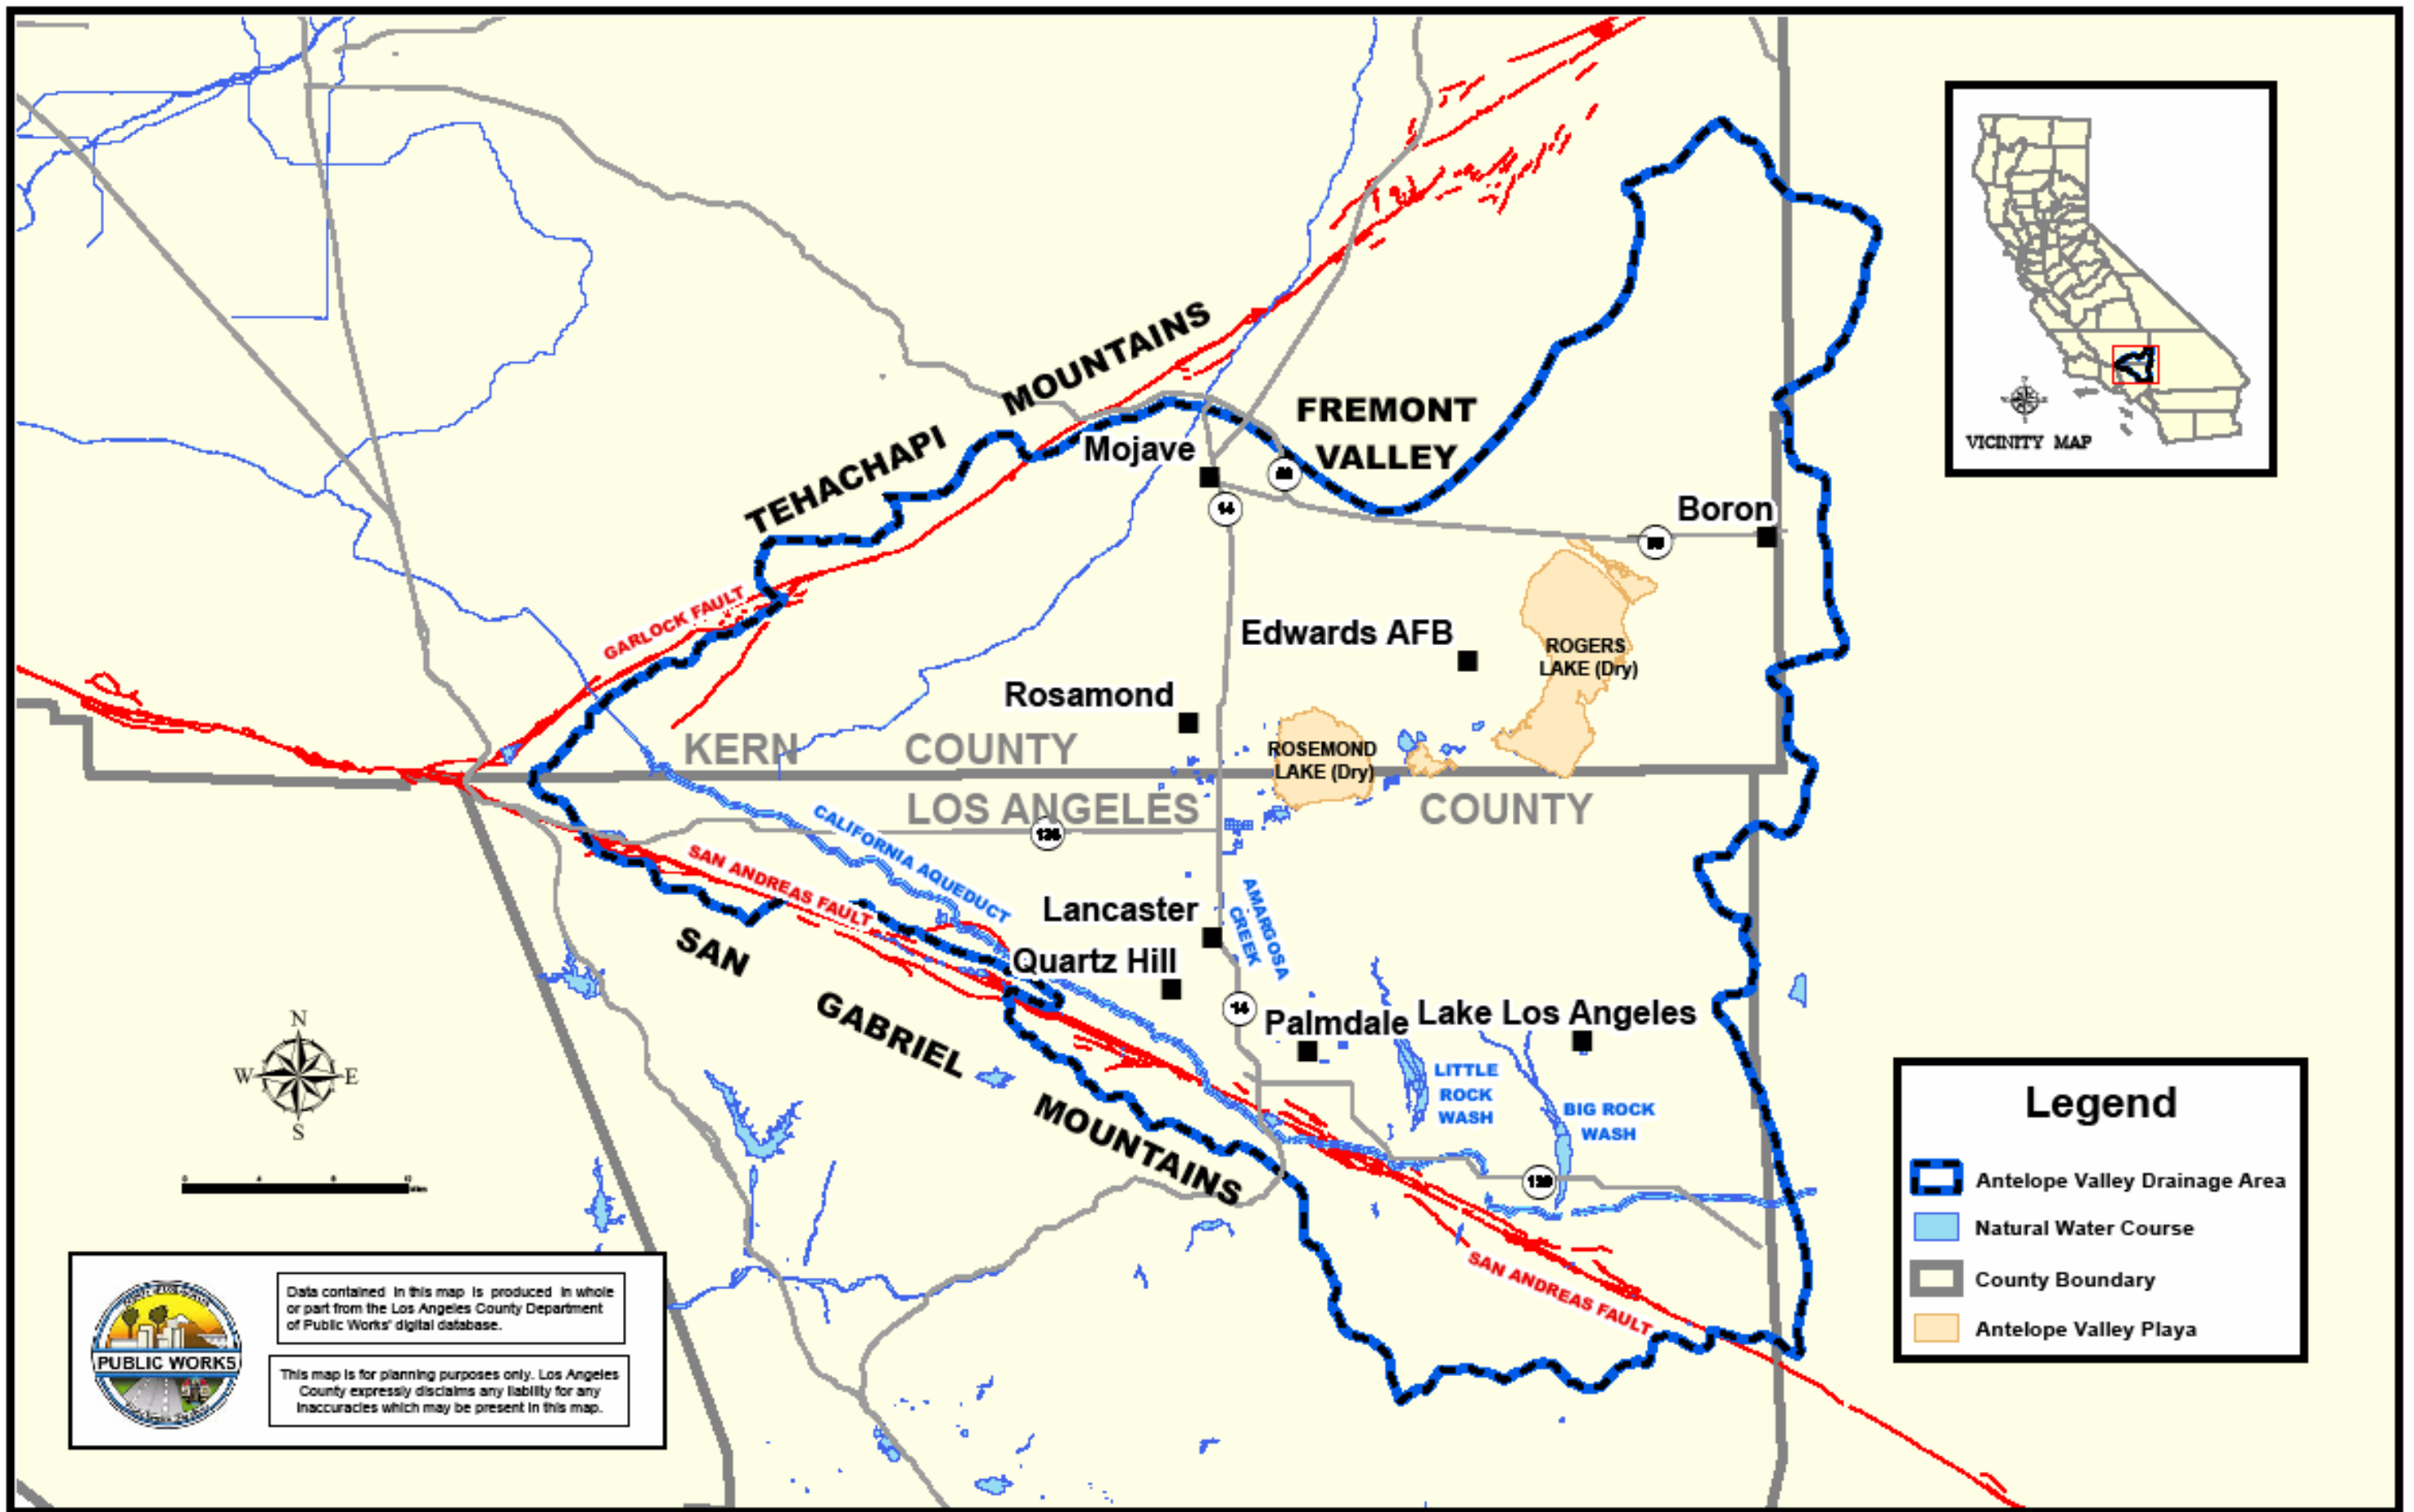 TEHACHAPI MOUNTAINS
FREMONT
VALLEY
Mojave
14
Boron
GARLOCK FAULT
Edwards AFB
ROGERS
LAKE (Dry)
Rosamond
KERN COUNTY
ROSEMOND
LAKE (Dry)
LOS ANGELES COUNTY
CALIFORNIA AQUEDUCT
SAN ANDREAS FAULT
Lancaster
AMARGOSA
CREEK
Quartz Hill
SAN GABRIEL MOUNTAINS
14
Palmdale
Lake Los Angeles
LITTLE
ROCK
WASH
BIG ROCK
WASH
SAN ANDREAS FAULT
VICINITY MAP
N
W E
S
Legend
Antelope Valley Drainage Area
Natural Water Course
County Boundary
Antelope Valley Playa
PUBLIC WORKS
Data contained in this map is produced in whole
or part from the Los Angeles County Department
of Public Works' digital database.
This map is for planning purposes only. Los Angeles
County expressly disclaims any liability for any
inaccuracies which may be present in this map.